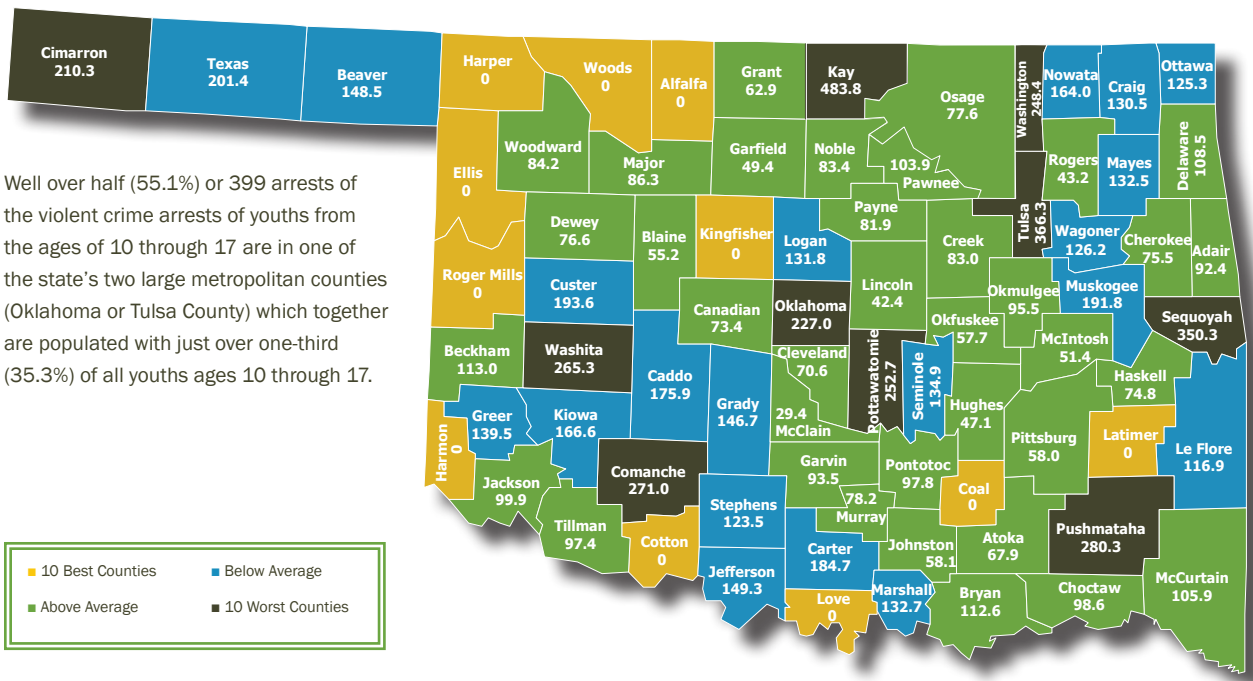 Cimarron
210.3
Texas
201.4
Beaver
148.5
Harper
0
Woods
0
Alfalfa
0
Grant
62.9
Kay
483.8
Osage
77.6
Washington
248.4
Nowata
164.0
Craig
130.5
Ottawa
125.3
Ellis
0
Woodward
84.2
Major
86.3
Garfield
49.4
Noble
83.4
103.9
Pawnee
Rogers
43.2
Mayes
132.5
Delaware
108.5
Well over half (55.1%) or 399 arrests of
the violent crime arrests of youths from
the ages of 10 through 17 are in one of
the state's two large metropolitan counties
(Oklahoma or Tulsa County) which together
are populated with just over one-third
(35.3%) of all youths ages 10 through 17.
Roger Mills
0
Dewey
76.6
Blaine
55.2
Kingfisher
0
Logan
131.8
Payne
81.9
Creek
83.0
Tulsa
366.3
Wagoner
126.2
Cherokee
75.5
Adair
92.4
Custer
193.6
Canadian
73.4
Oklahoma
227.0
Lincoln
42.4
Okmulgee
95.5
Muskogee
191.8
Sequoyah
350.3
Okfuskee
57.7
McIntosh
51.4
Beckham
113.0
Washita
265.3
Caddo
175.9
Grady
146.7
Cleveland
70.6
29.4
McClain
Rottawatomie
252.7
Seminole
134.9
Hughes
47.1
Haskell
74.8
Pittsburg
58.0
Latimer
0
Le Flore
116.9
Harmon
0
Greer
139.5
Kiowa
166.6
Jackson
99.9
Comanche
271.0
Garvin
93.5
Pontotoc
97.8
Coal
0
78.2
Murray
Tillman
97.4
Cotton
0
Stephens
123.5
Jefferson
149.3
Carter
184.7
Johnston
58.1
Atoka
67.9
Pushmataha
280.3
McCurtain
105.9
Love
0
Marshall
132.7
Bryan
112.6
Choctaw
98.6
10 Best Counties
Below Average
Above Average
10 Worst Counties